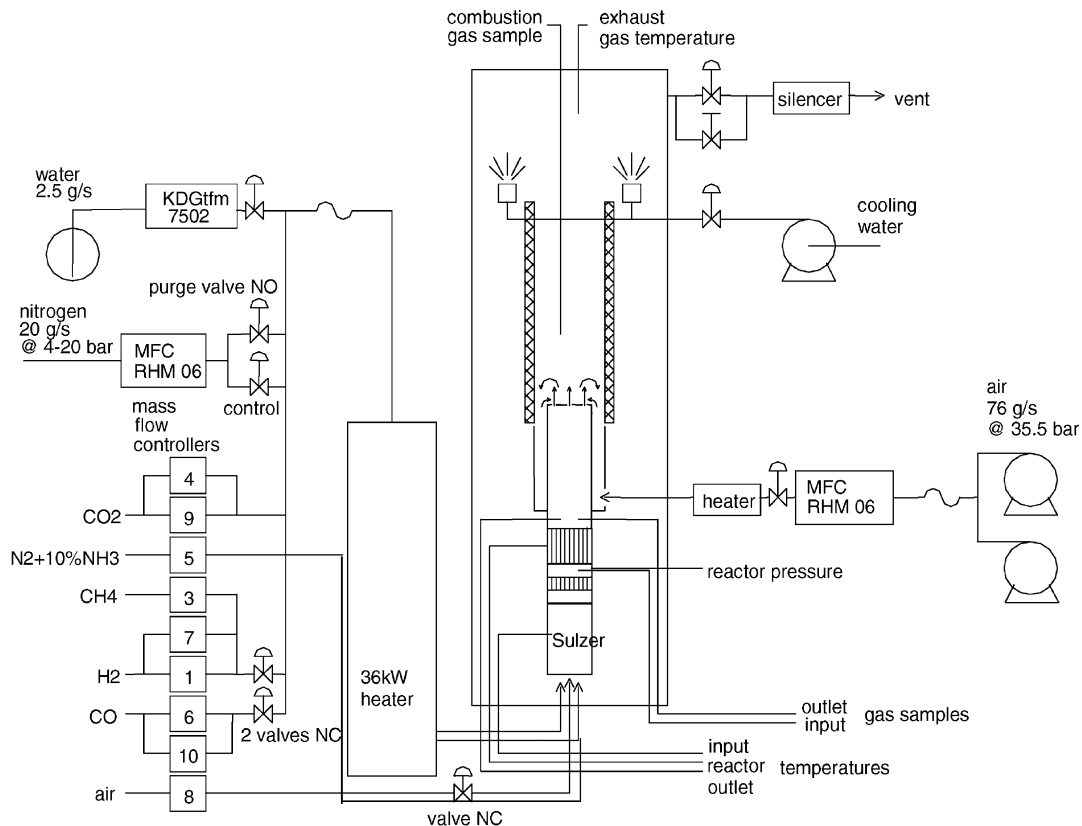 combustion
gas sample
exhaust
gas temperature
silencer
vent
water
2.5 g/s
KDGtfm
7502
cooling
water
purge valve NO
nitrogen
20 g/s
@ 4-20 bar
MFC
RHM 06
control
mass
flow
controllers
air
76 g/s
@ 35.5 bar
heater
MFC
RHM 06
4
CO2
9
N2+10%NH3
5
CH4
3
7
H2
1
CO
6
10
2 valves NC
air
8
36kW
heater
reactor pressure
Sulzer
outlet
input
gas samples
input
reactor
outlet
temperatures
valve NC